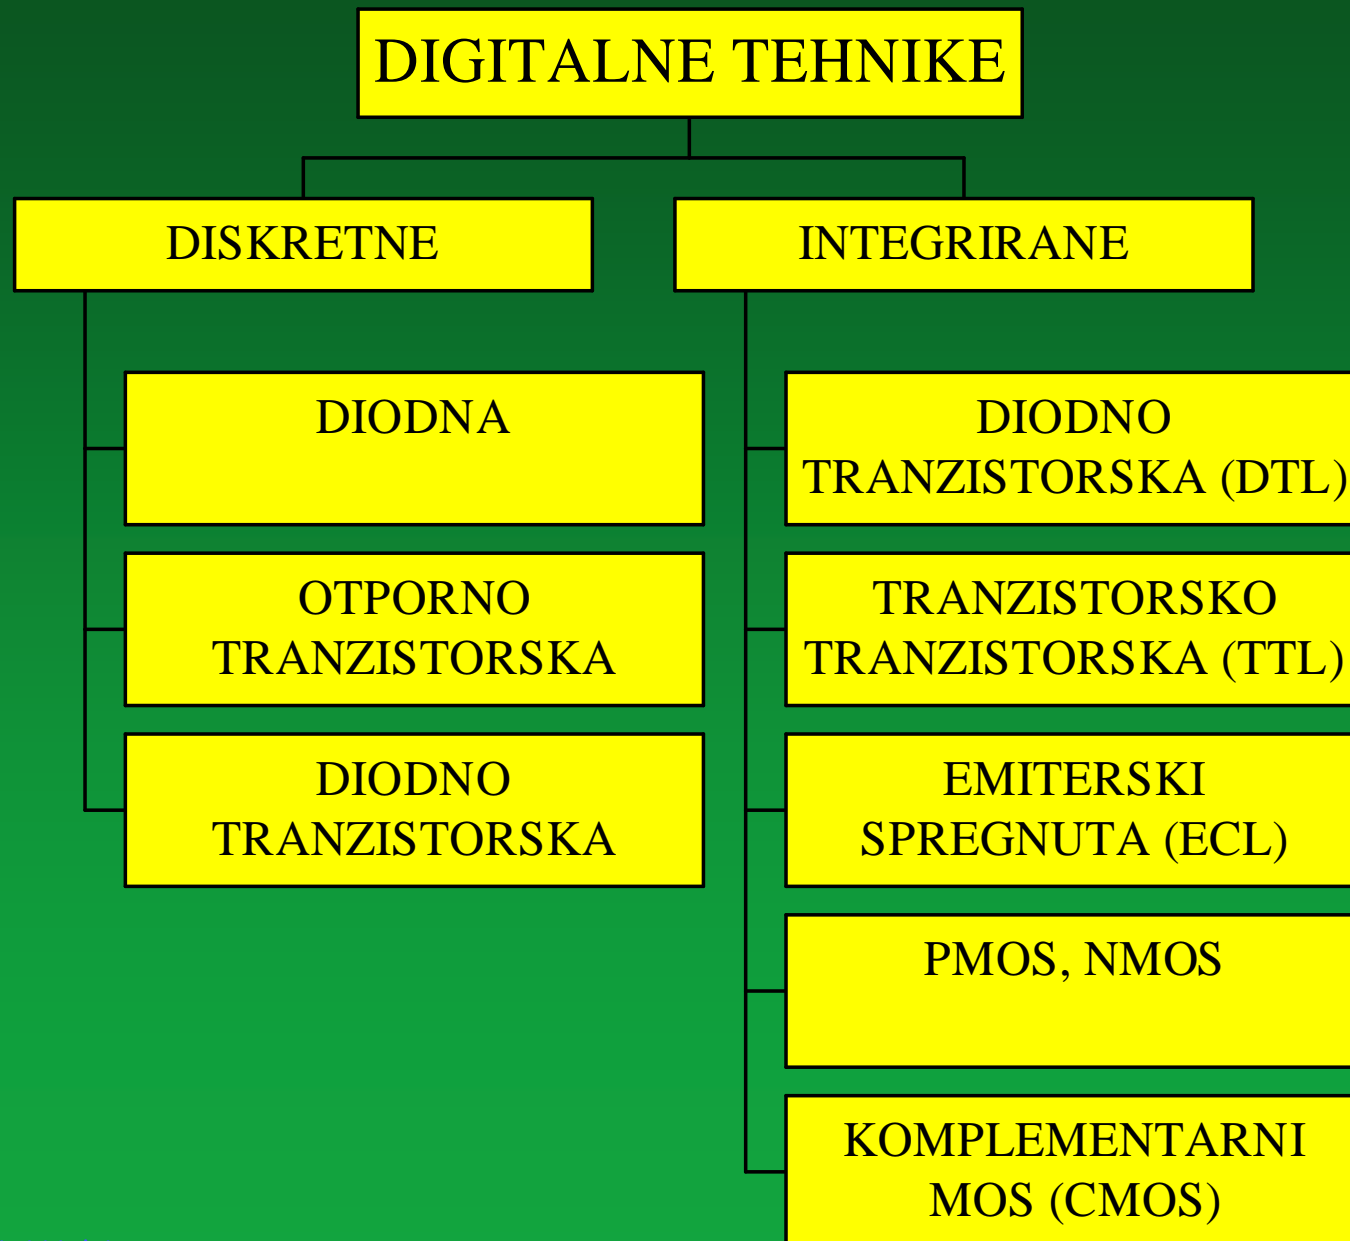 DIGITALNE TEHNIKE
DISKRETNE
INTEGRIRANE
DIODNA
OTPORNO
TRANZISTORSKA
DIODNO
TRANZISTORSKA
DIODNO
TRANZISTORSKA (DTL)
TRANZISTORSKO
TRANZISTORSKA (TTL)
EMITERSKI
SPREGNUTA (ECL)
PMOS, NMOS
KOMPLEMENTARNI
MOS (CMOS)